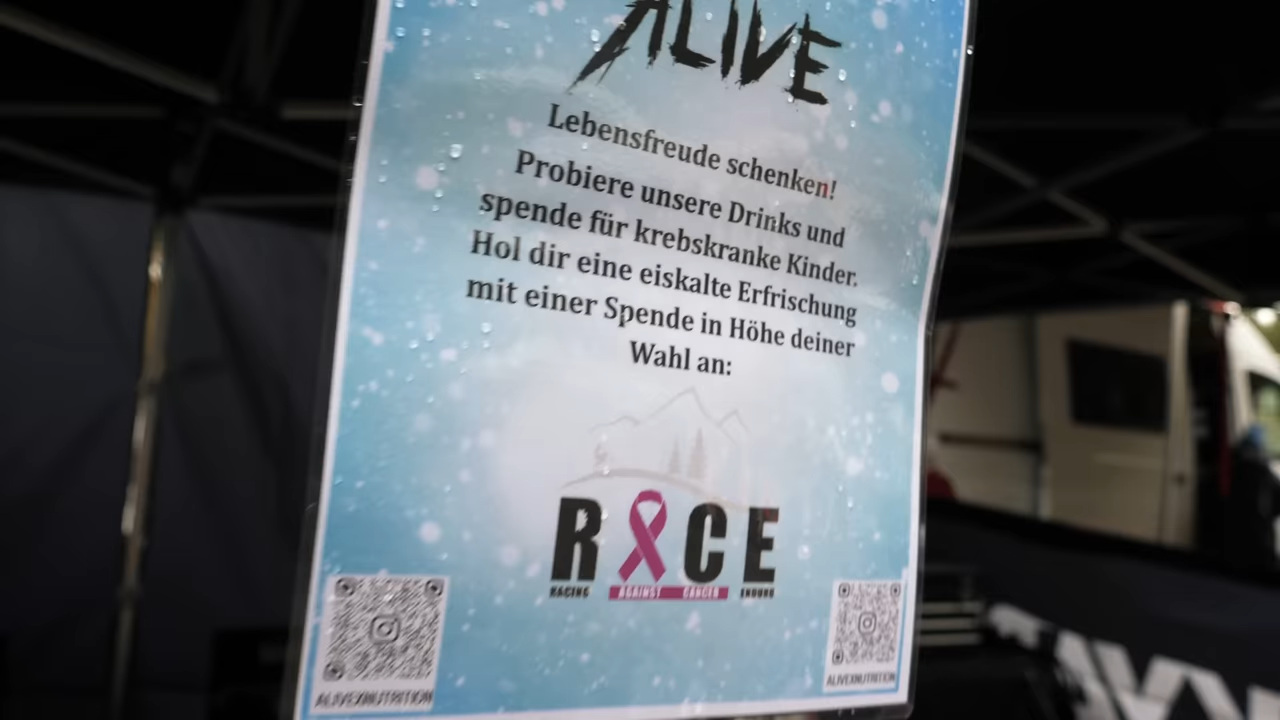 ALIVE
Lebensfreude schenken!
Probiere unsere Drinks und
spende für krebskranke Kinder.
Hol dir eine eiskalte Erfrischung
mit einer Spende in Höhe deiner
Wahl an:
R CE
RACING AGAINST CANCER ENDURO
ALIVEXNUTRITION
ALIVEXNUTRITION